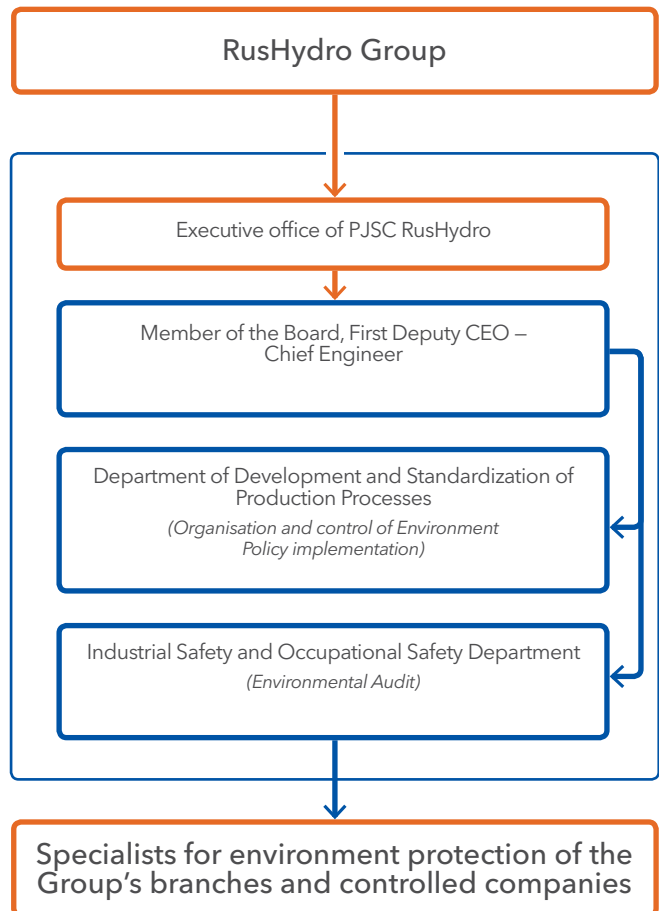 RusHydro Group
Executive office of PJSC RusHydro
Member of the Board, First Deputy CEO –
Chief Engineer
Department of Development and Standardization of
Production Processes
(Organisation and control of Environment
Policy implementation)
Industrial Safety and Occupational Safety Department
(Environmental Audit)
Specialists for environment protection of the
Group’s branches and controlled companies